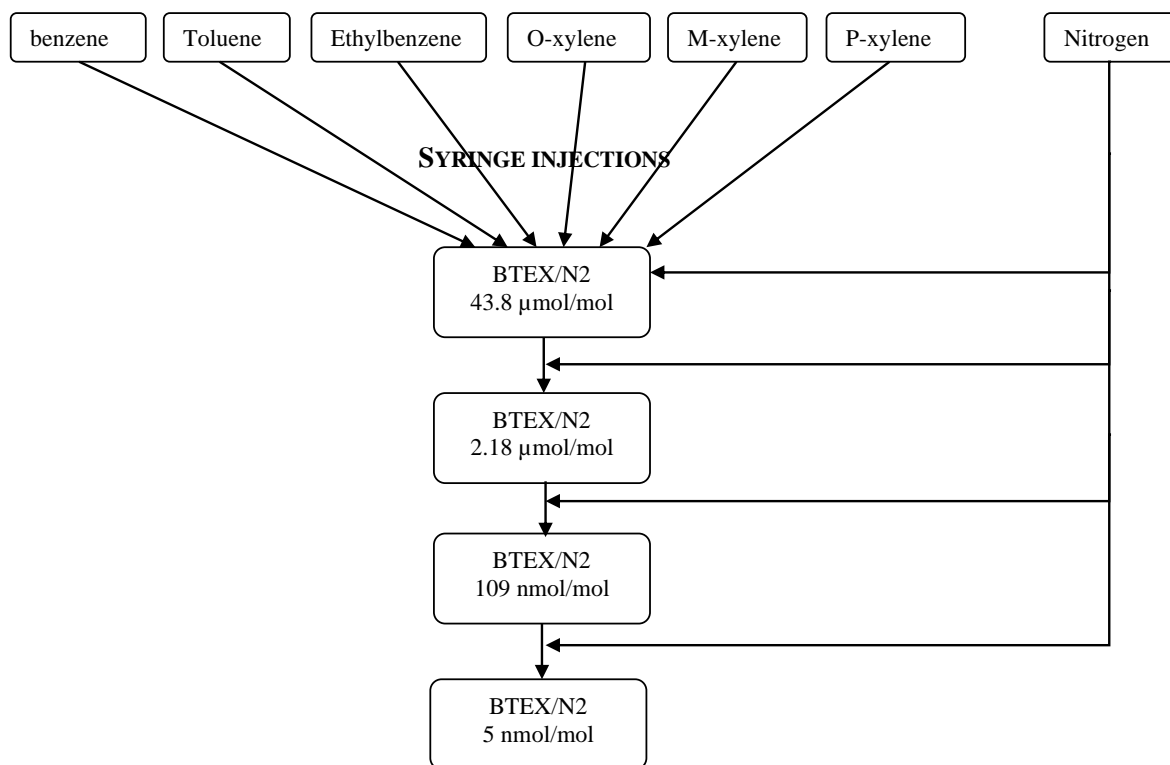 benzene
Toluene
Ethylbenzene
O-xylene
M-xylene
P-xylene
Nitrogen
SYRINGE INJECTIONS
BTEX/N2
43.8 µmol/mol
BTEX/N2
2.18 µmol/mol
BTEX/N2
109 nmol/mol
BTEX/N2
5 nmol/mol